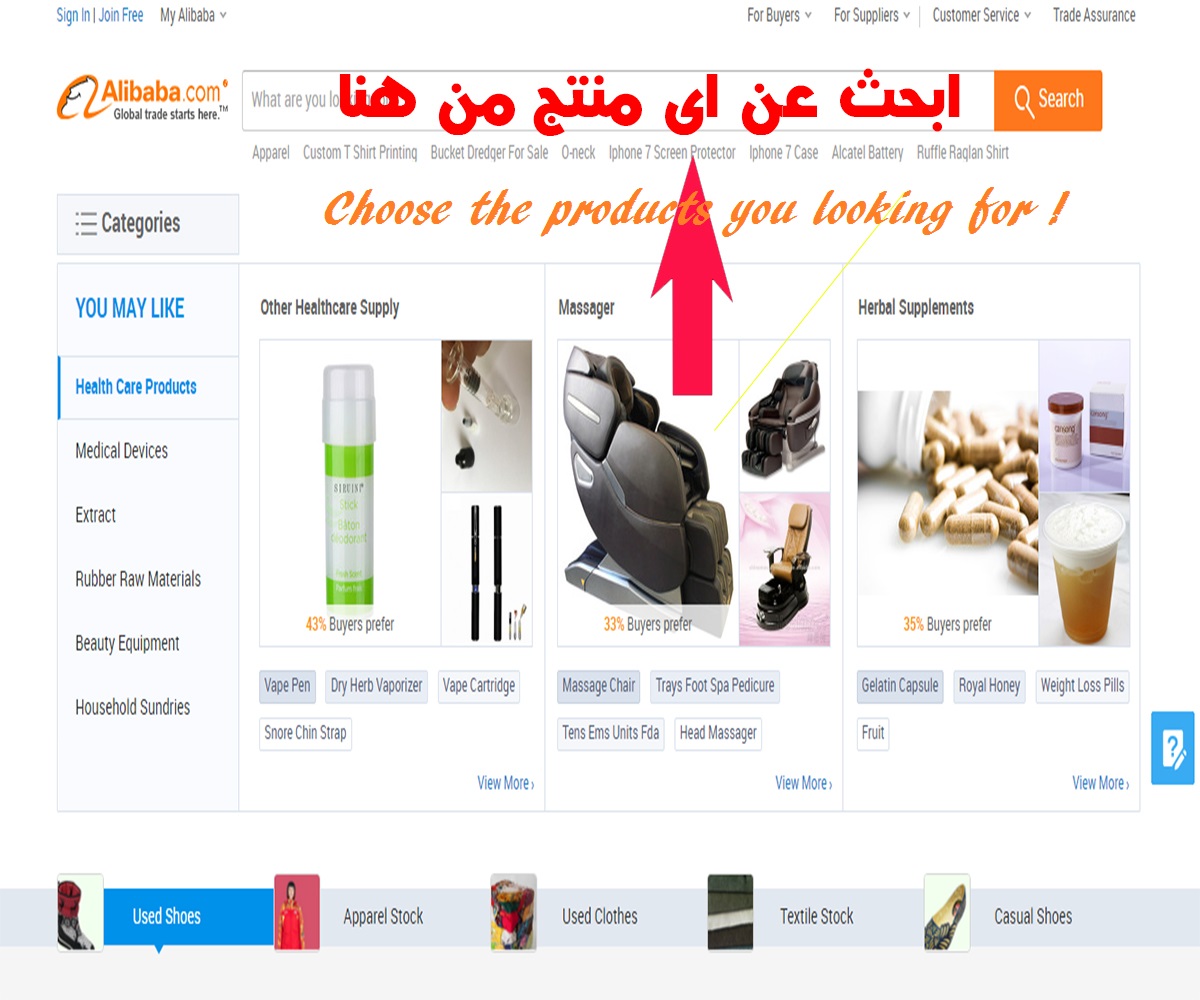 Sign In | Join Free My Alibaba For Buyers For Suppliers Customer Service Trade Assurance
Alibaba.com
Global trade starts here.™
What are you lo
ابحث عن اى منتج من هنا
Search
Apparel Custom T Shirt Printing Bucket Dredger For Sale O-neck Iphone 7 Screen Protector Iphone 7 Case Alcatel Battery Ruffle Raglan Shirt
Choose the products you looking for !
Categories
YOU MAY LIKE
Health Care Products
Medical Devices
Extract
Rubber Raw Materials
Beauty Equipment
Household Sundries
Other Healthcare Supply
Stick
43% Buyers prefer
Vape Pen Dry Herb Vaporizer Vape Cartridge
Snore Chin Strap
View More ›
Massager
33% Buyers prefer
Massage Chair Trays Foot Spa Pedicure
Tens Ems Units Fda Head Massager
View More ›
Herbal Supplements
ginseng
35% Buyers prefer
Gelatin Capsule Royal Honey Weight Loss Pills
Fruit
View More ›
Used Shoes Apparel Stock Used Clothes Textile Stock Casual Shoes